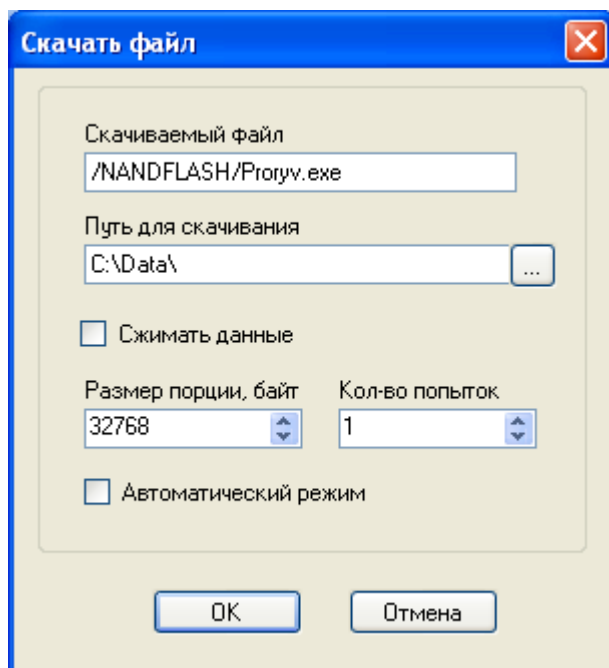 Скачать файл
Скачиваемый файл
/NANDFLASH/Proryv.exe
Путь для скачивания
C:\Data\
...
Сжимать данные
Размер порции, байт Кол-во попыток
32768 1
Автоматический режим
OK Отмена